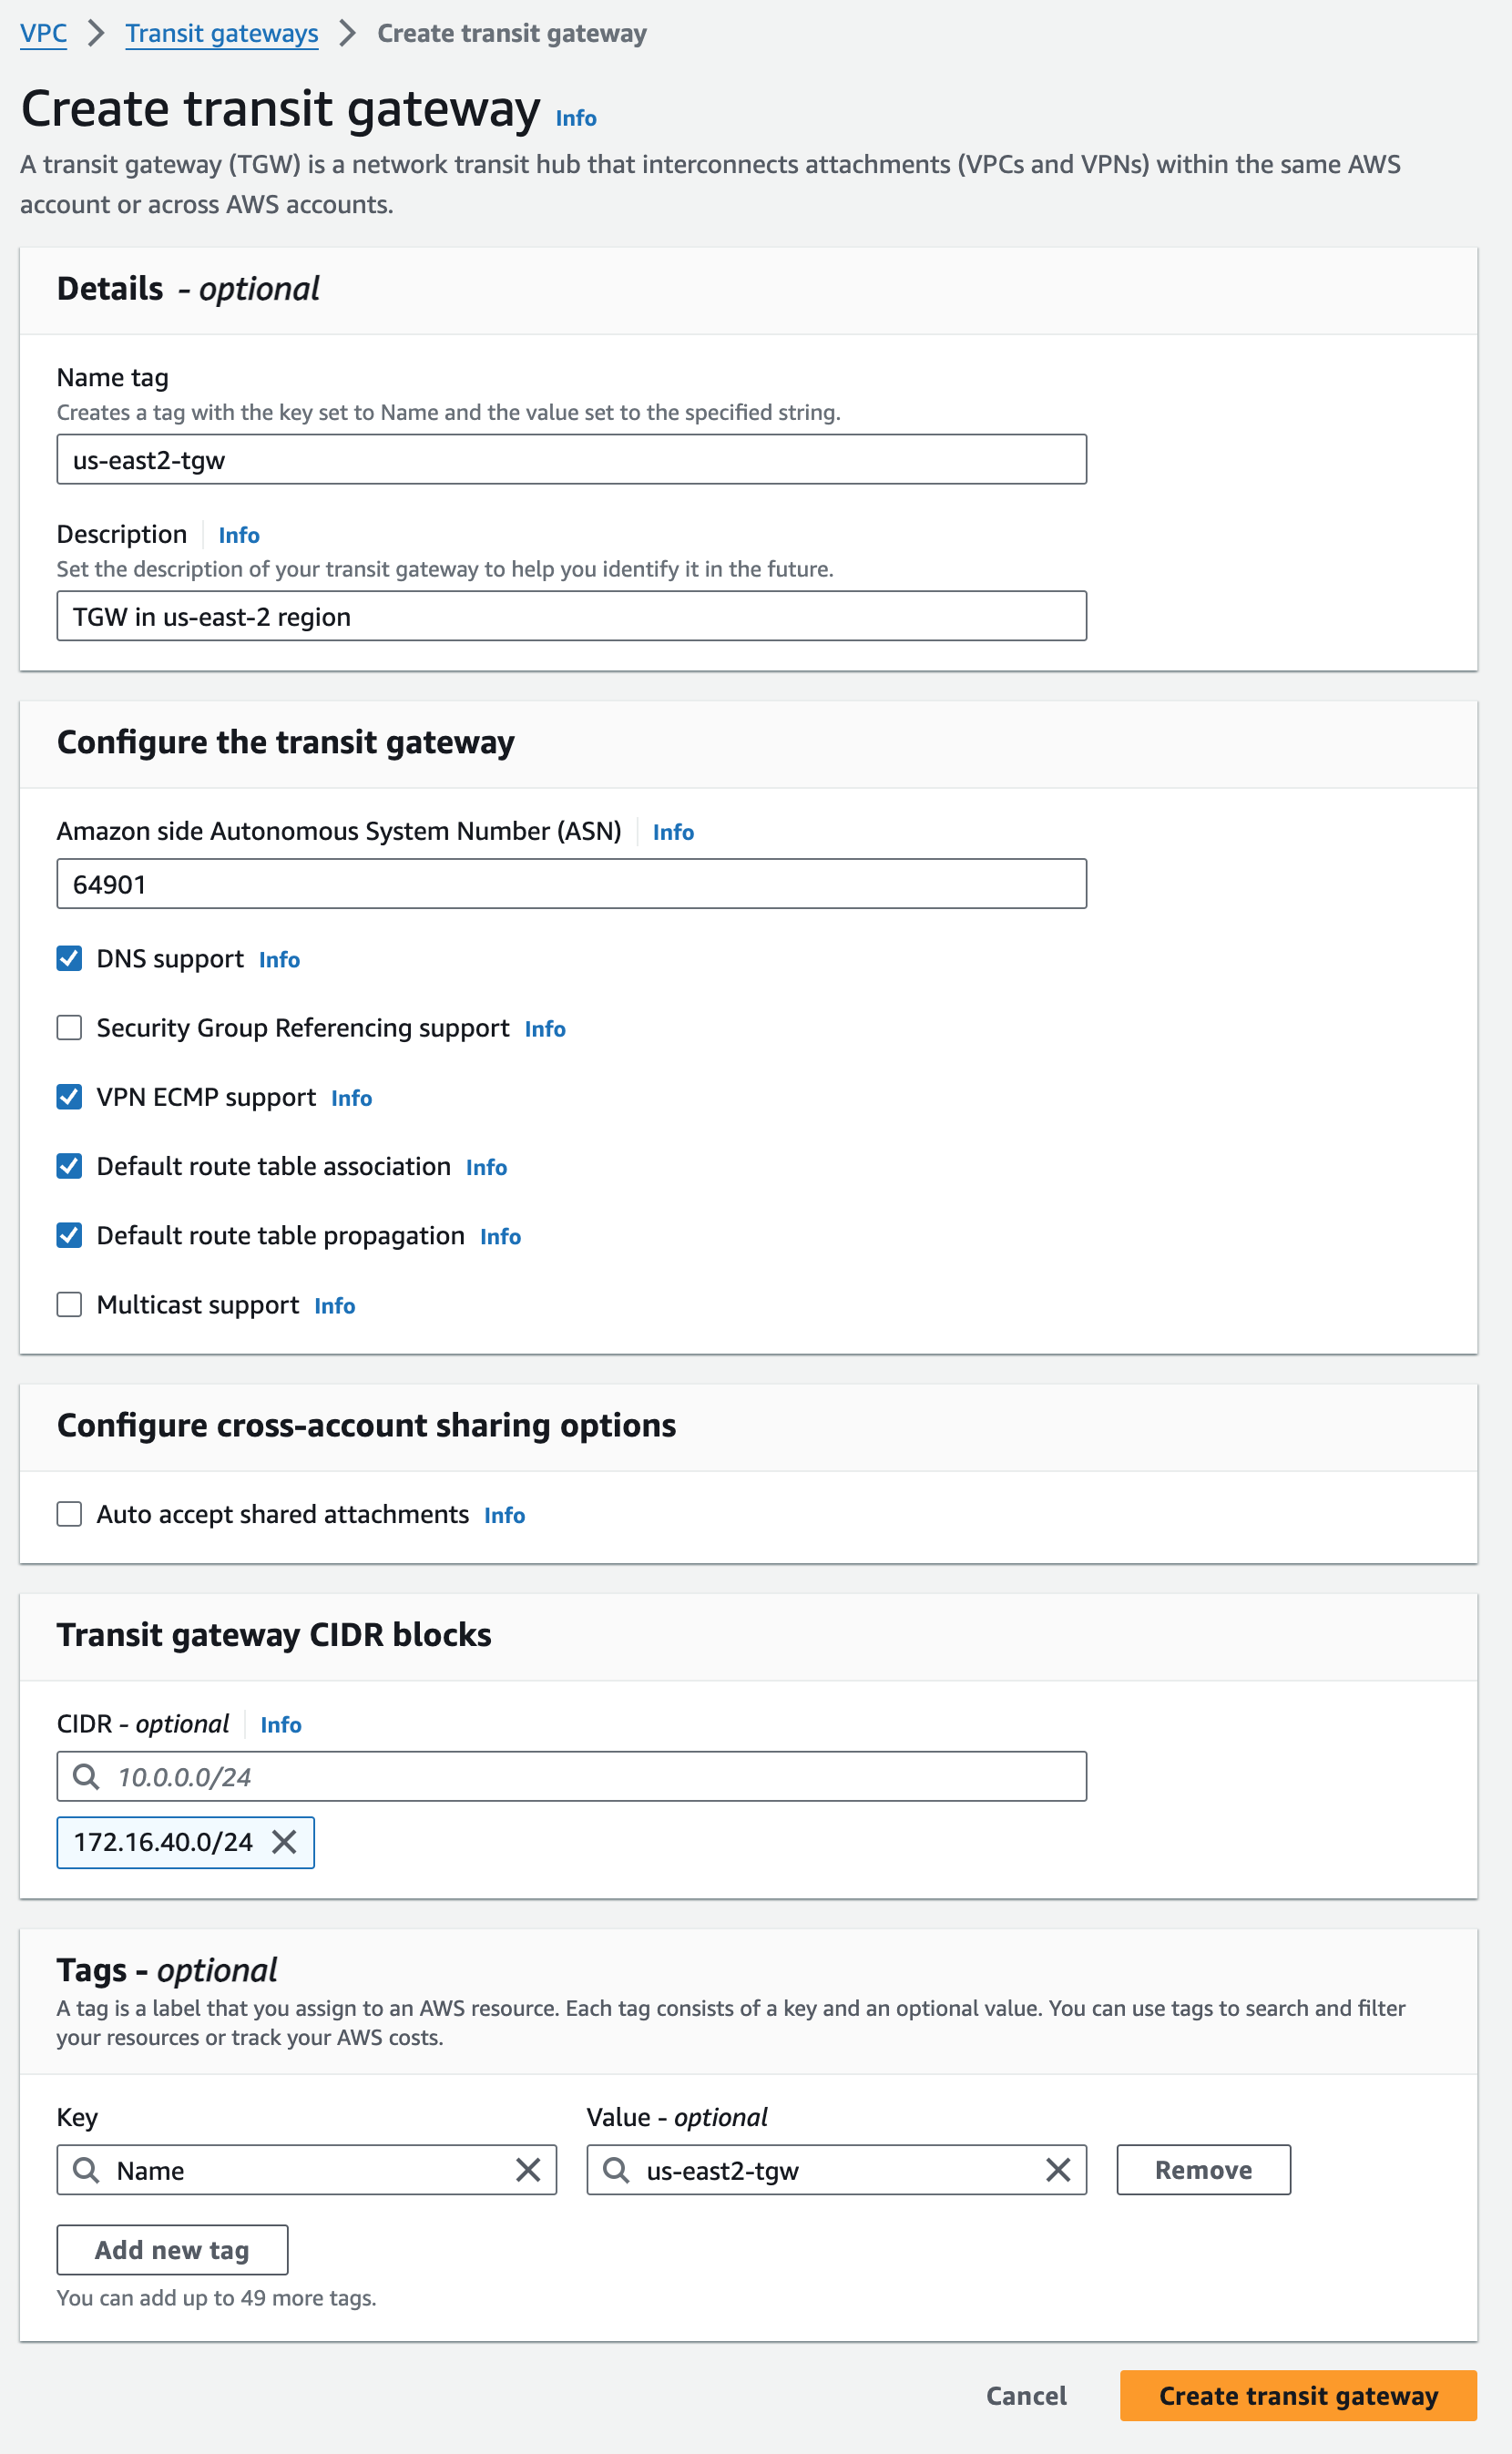 VPC > Transit gateways > Create transit gateway
Create transit gateway Info
A transit gateway (TGW) is a network transit hub that interconnects attachments (VPCs and VPNs) within the same AWS
account or across AWS accounts.
Details - optional
Name tag
Creates a tag with the key set to Name and the value set to the specified string.
us-east2-tgw
Description Info
Set the description of your transit gateway to help you identify it in the future.
TGW in us-east-2 region
Configure the transit gateway
Amazon side Autonomous System Number (ASN) Info
64901
DNS support Info
Security Group Referencing support Info
VPN ECMP support Info
Default route table association Info
Default route table propagation Info
Multicast support Info
Configure cross-account sharing options
Auto accept shared attachments Info
Transit gateway CIDR blocks
CIDR - optional Info
10.0.0.0/24
172.16.40.0/24
Tags - optional
A tag is a label that you assign to an AWS resource. Each tag consists of a key and an optional value. You can use tags to search and filter
your resources or track your AWS costs.
Key Value - optional
Name us-east2-tgw Remove
Add new tag
You can add up to 49 more tags.
Cancel Create transit gateway